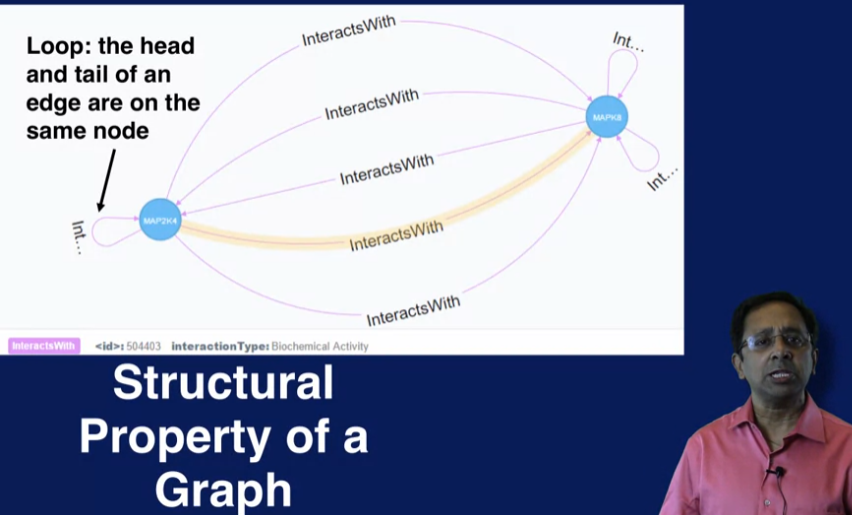 Loop: the head
and tail of an
edge are on the
same node
InteractsWith
InteractsWith
InteractsWith
InteractsWith
InteractsWith
Int...
Int...
Int...
MAP2K4
MAPK8
InteractsWith <id>: 504403 interactionType: Biochemical Activity
Structural
Property of a
Graph